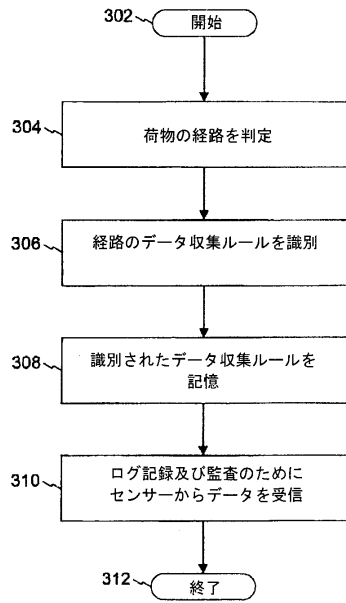 302
開始
304
荷物の経路を判定
306
経路のデータ収集ルールを識別
308
識別されたデータ収集ルールを
記憶
310
ログ記録及び監査のために
センサーからデータを受信
312
終了